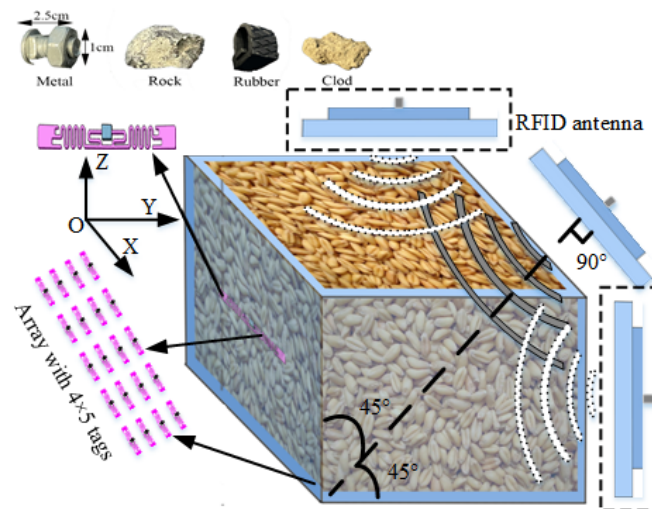 2.5cm
1cm
Metal
Rock
Rubber
Clod
RFID antenna
Z
Y
O
X
90°
Array with 4×5 tags
45°
45°